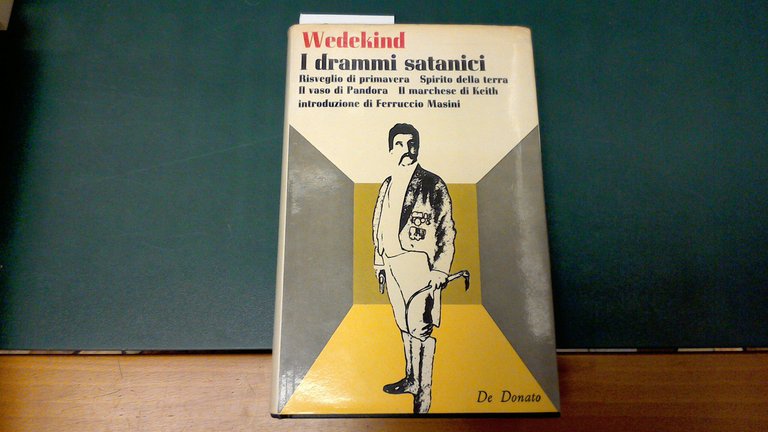 Wedekind
I drammi satanici
Risveglio di primavera Spirito della terra
Il vaso di Pandora Il marchese di Keith
introduzione di Ferruccio Masini
De Donato